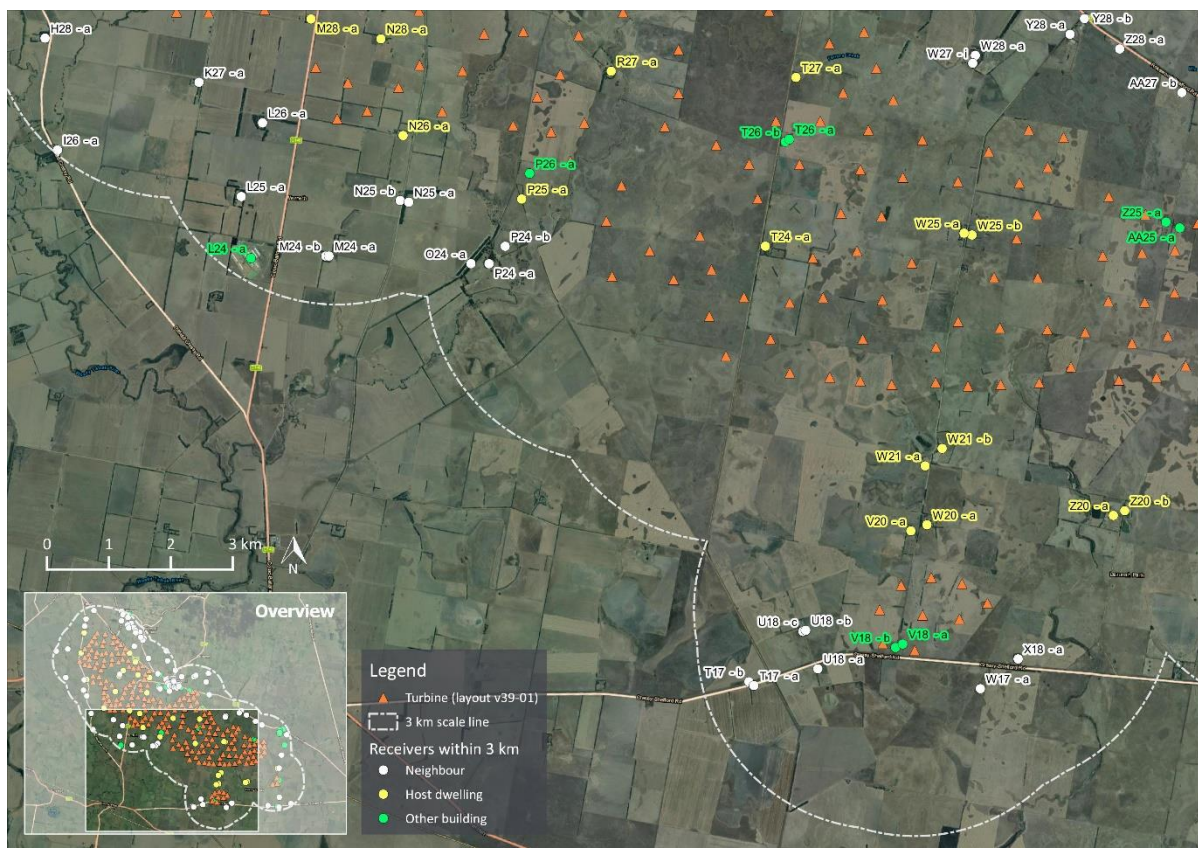 M28 - a
N28 - a
H28 - a
Y28 - b
Y28 - a
Z28 - a
W28 - a
W27 - i
R27 - a
T27 - a
K27 - a
AA27 - b
L26 - a
N26 - a
T26 - b
T26 - a
I26 - a
P26 - a
L25 - a
N25 - b
N25 - a
P25 - a
Z25 - a
W25 - a
W25 - b
AA25 - a
L24 - a
M24 - b
M24 - a
P24 - b
T24 - a
O24 - a
P24 - a
W21 - b
W21 - a
Z20 - a
Z20 - b
V20 - a
W20 - a
0 1 2 3 km
N
U18 - c
U18 - b
V18 - b
V18 - a
U18 - a
X18 - a
T17 - b
T17 - a
W17 - a
Overview
Legend
Turbine (layout v39-01)
3 km scale line
Receivers within 3 km
Neighbour
Host dwelling
Other building